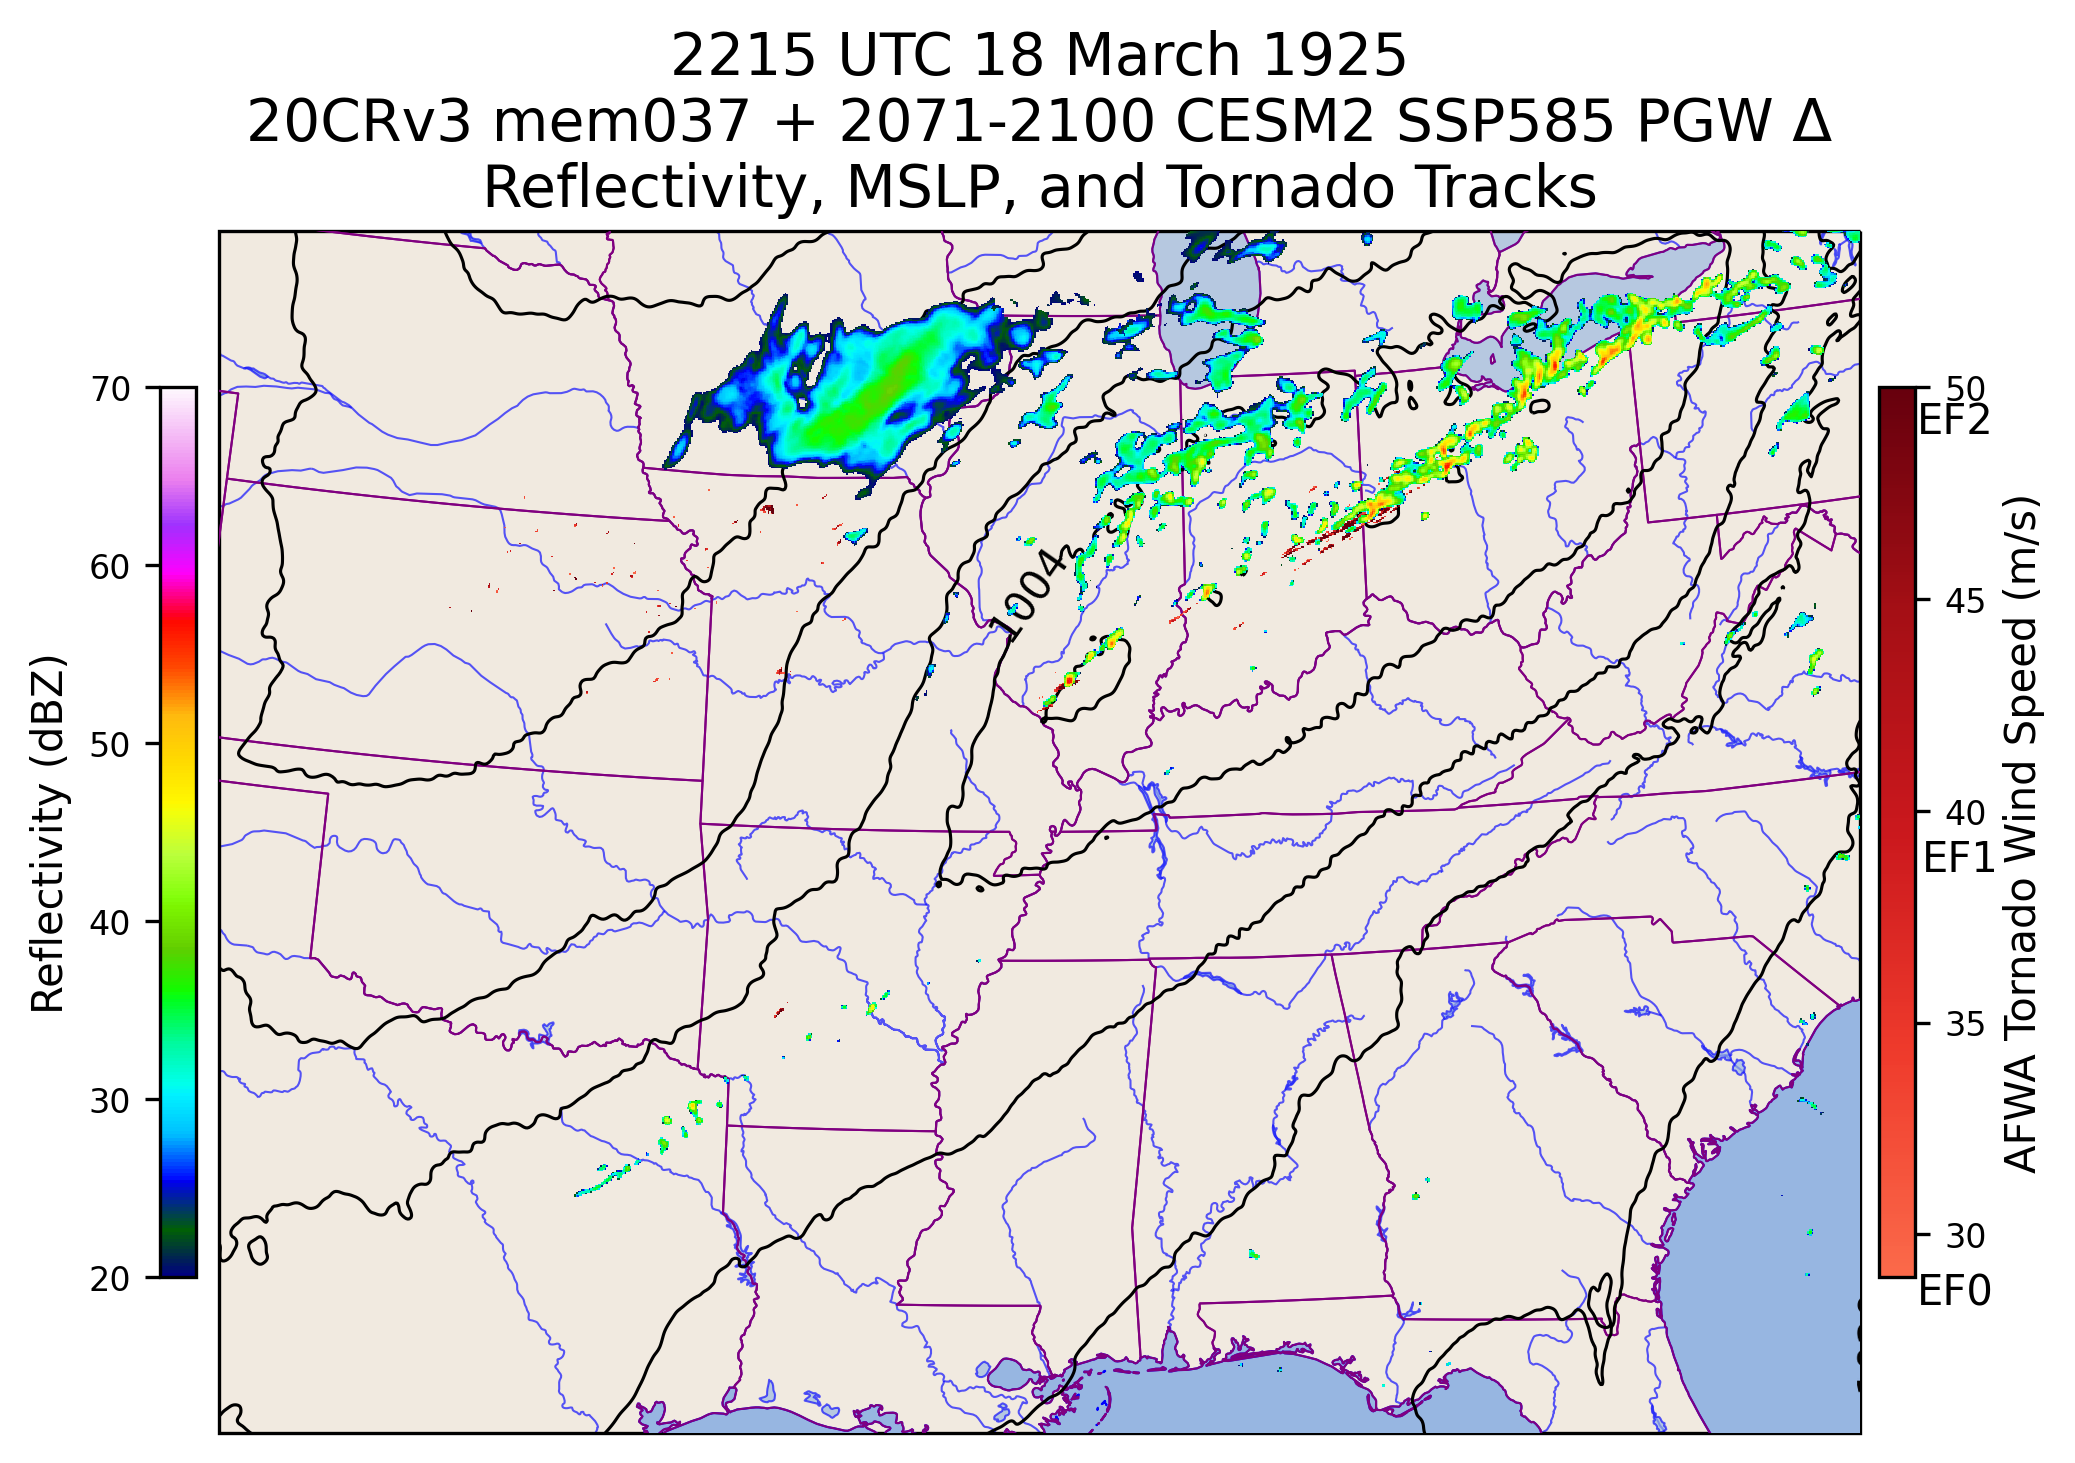 2215 UTC 18 March 1925
20CRv3 mem037 + 2071-2100 CESM2 SSP585 PGW Δ
Reflectivity, MSLP, and Tornado Tracks
Reflectivity (dBZ)
70
60
50
40
30
20
1004
50
EF2
45
40
EF1
35
30
EF0
AFWA Tornado Wind Speed (m/s)